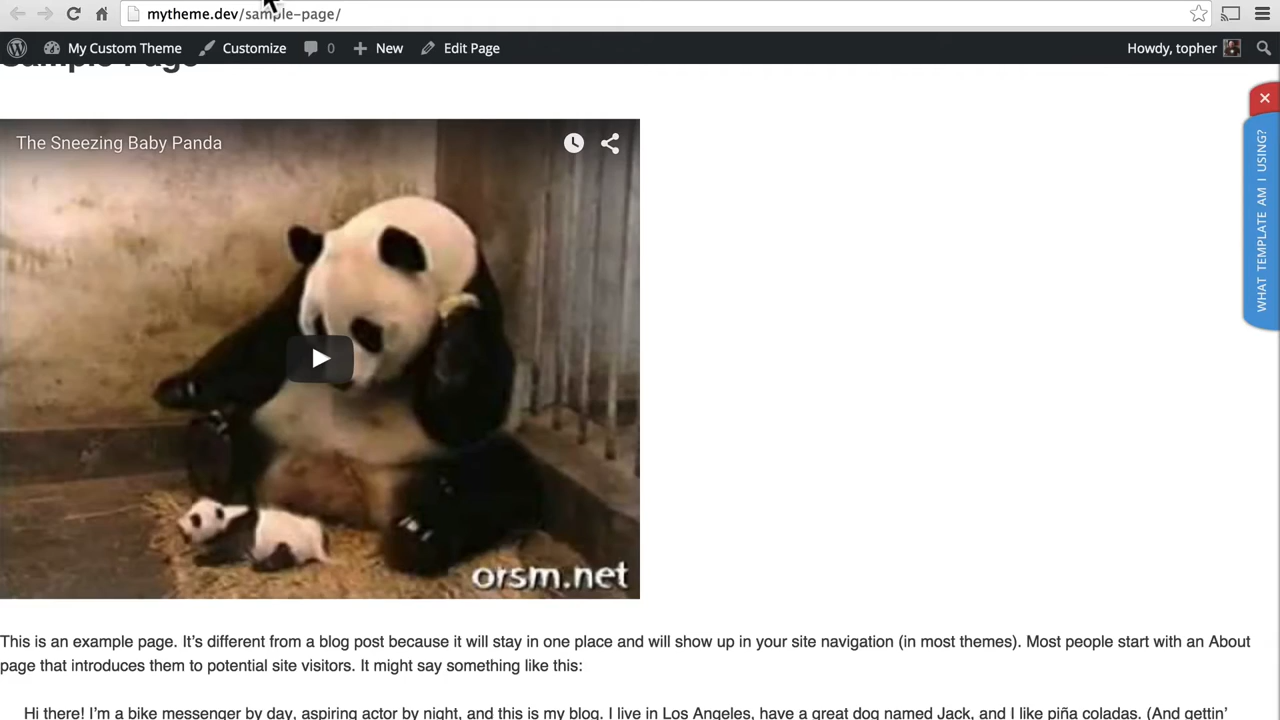 mytheme.dev/sample-page/
My Custom Theme Customize 0 New Edit Page Howdy, topher
Sample Page
The Sneezing Baby Panda
WHAT TEMPLATE AM I USING?
orsm.net
This is an example page. It’s different from a blog post because it will stay in one place and will show up in your site navigation (in most themes). Most people start with an About
page that introduces them to potential site visitors. It might say something like this:
Hi there! I’m a bike messenger by day, aspiring actor by night, and this is my blog. I live in Los Angeles, have a great dog named Jack, and I like piña coladas. (And gettin’